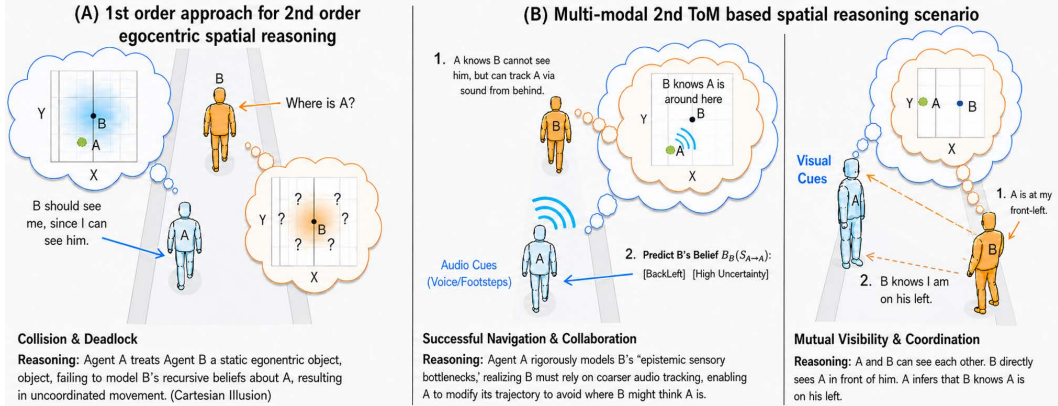 (A) 1st order approach for 2nd order
egocentric spatial reasoning
B
Where is A?
Y
B
A
X
B should see
me, since I can
see him.
A
Y
?
?
?
?
?
?
B
X
Collision & Deadlock
Reasoning: Agent A treats Agent B a static egonentric object,
object, failing to model B's recursive beliefs about A, resulting
in uncoordinated movement. (Cartesian Illusion)
(B) Multi-modal 2nd ToM based spatial reasoning scenario
1. A knows B cannot see
him, but can track A via
sound from behind.
B
B knows A is
around here
Y
B
A
X
A
Audio Cues
(Voice/Footsteps)
2. Predict B's Belief B_B(S_A→A):
[BackLeft] [High Uncertainty]
Successful Navigation & Collaboration
Reasoning: Agent A rigorously models B's "epistemic sensory
bottlenecks,' realizing B must rely on coarser audio tracking, enabling
A to modify its trajectory to avoid where B might think A is.
Y
A
B
X
Visual
Cues
A
1. A is at my
front-left.
B
2. B knows I am
on his left.
Mutual Visibility & Coordination
Reasoning: A and B can see each other. B directly
sees A in front of him. A infers that B knows A is
on his left.